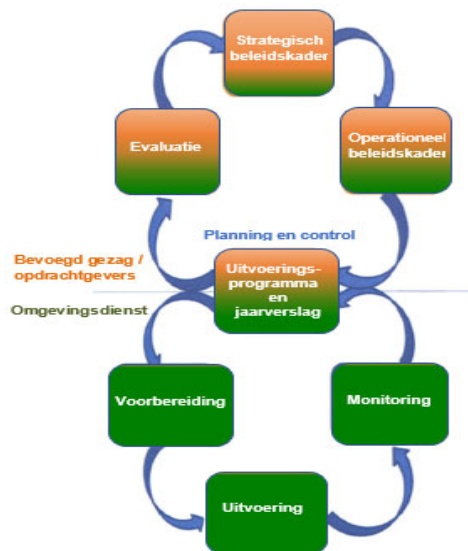 Strategisch
beleidskader
Evaluatie
Operationeel
beleidskader
Planning en control
Bevoegd gezag /
opdrachtgevers
Uitvoerings-
programma
en
jaarverslag
Omgevingsdienst
Voorbereiding
Monitoring
Uitvoering